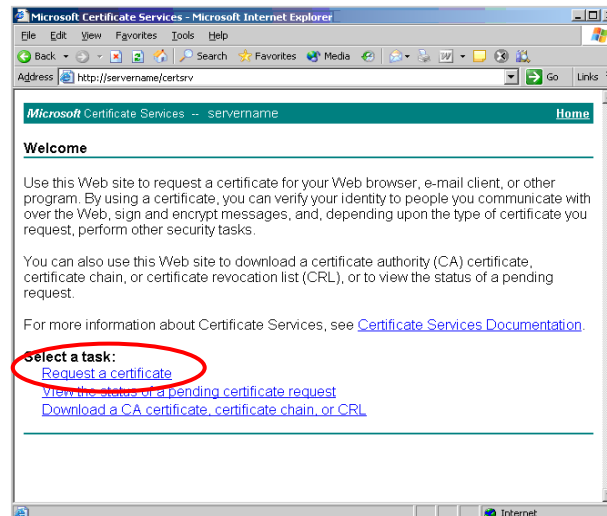 Microsoft Certificate Services - Microsoft Internet Explorer
File Edit View Favorites Tools Help
Back Search Favorites Media
Address http://servername/certsrv Go Links
Microsoft Certificate Services -- servername Home
Welcome
Use this Web site to request a certificate for your Web browser, e-mail client, or other
program. By using a certificate, you can verify your identity to people you communicate with
over the Web, sign and encrypt messages, and, depending upon the type of certificate you
request, perform other security tasks.
You can also use this Web site to download a certificate authority (CA) certificate,
certificate chain, or certificate revocation list (CRL), or to view the status of a pending
request.
For more information about Certificate Services, see Certificate Services Documentation.
Select a task:
Request a certificate
View the status of a pending certificate request
Download a CA certificate, certificate chain, or CRL
Internet